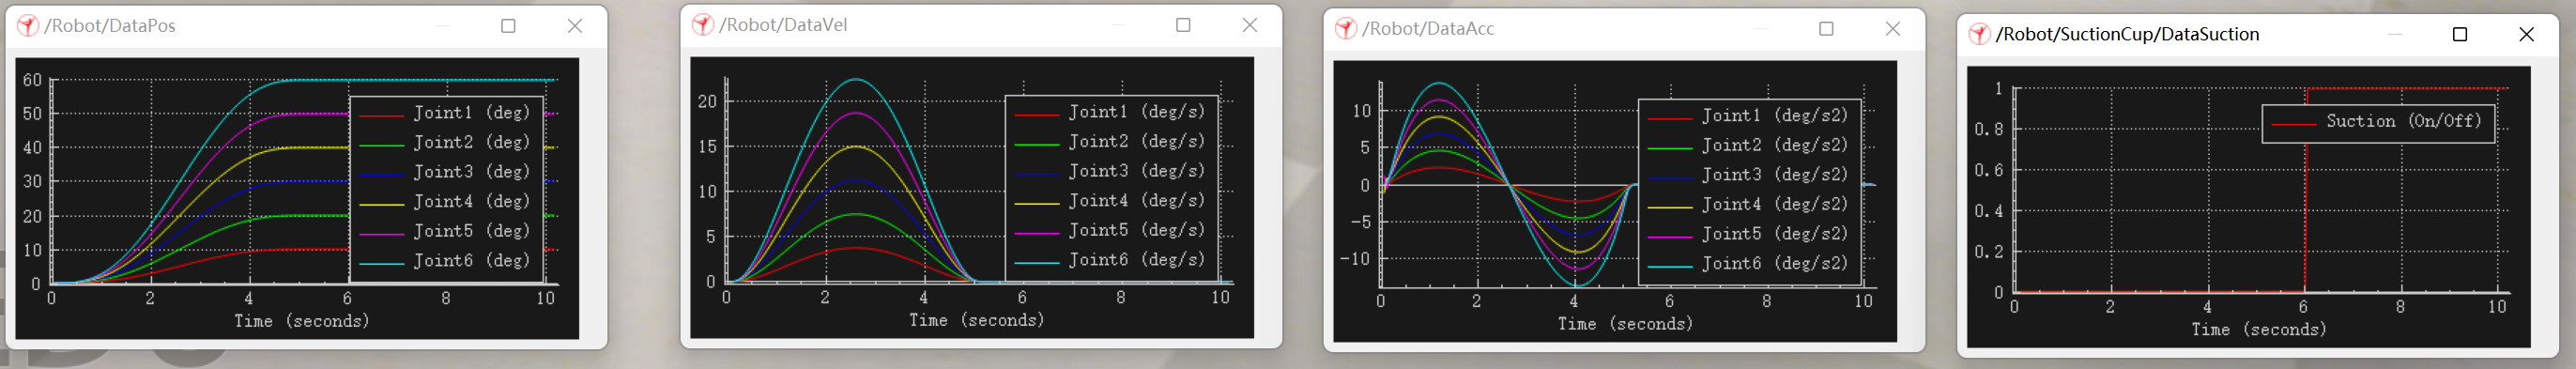 /Robot/DataPos
60
50
40
30
20
10
0
Joint1 (deg)
Joint2 (deg)
Joint3 (deg)
Joint4 (deg)
Joint5 (deg)
Joint6 (deg)
0 2 4 6 8 10
Time (seconds)
/Robot/DataVel
20
15
10
5
0
Joint1 (deg/s)
Joint2 (deg/s)
Joint3 (deg/s)
Joint4 (deg/s)
Joint5 (deg/s)
Joint6 (deg/s)
0 2 4 6 8 10
Time (seconds)
/Robot/DataAcc
10
5
0
-5
-10
Joint1 (deg/s2)
Joint2 (deg/s2)
Joint3 (deg/s2)
Joint4 (deg/s2)
Joint5 (deg/s2)
Joint6 (deg/s2)
0 2 4 6 8 10
Time (seconds)
/Robot/SuctionCup/DataSuction
1
0.8
0.6
0.4
0.2
0
Suction (On/Off)
0 2 4 6 8 10
Time (seconds)